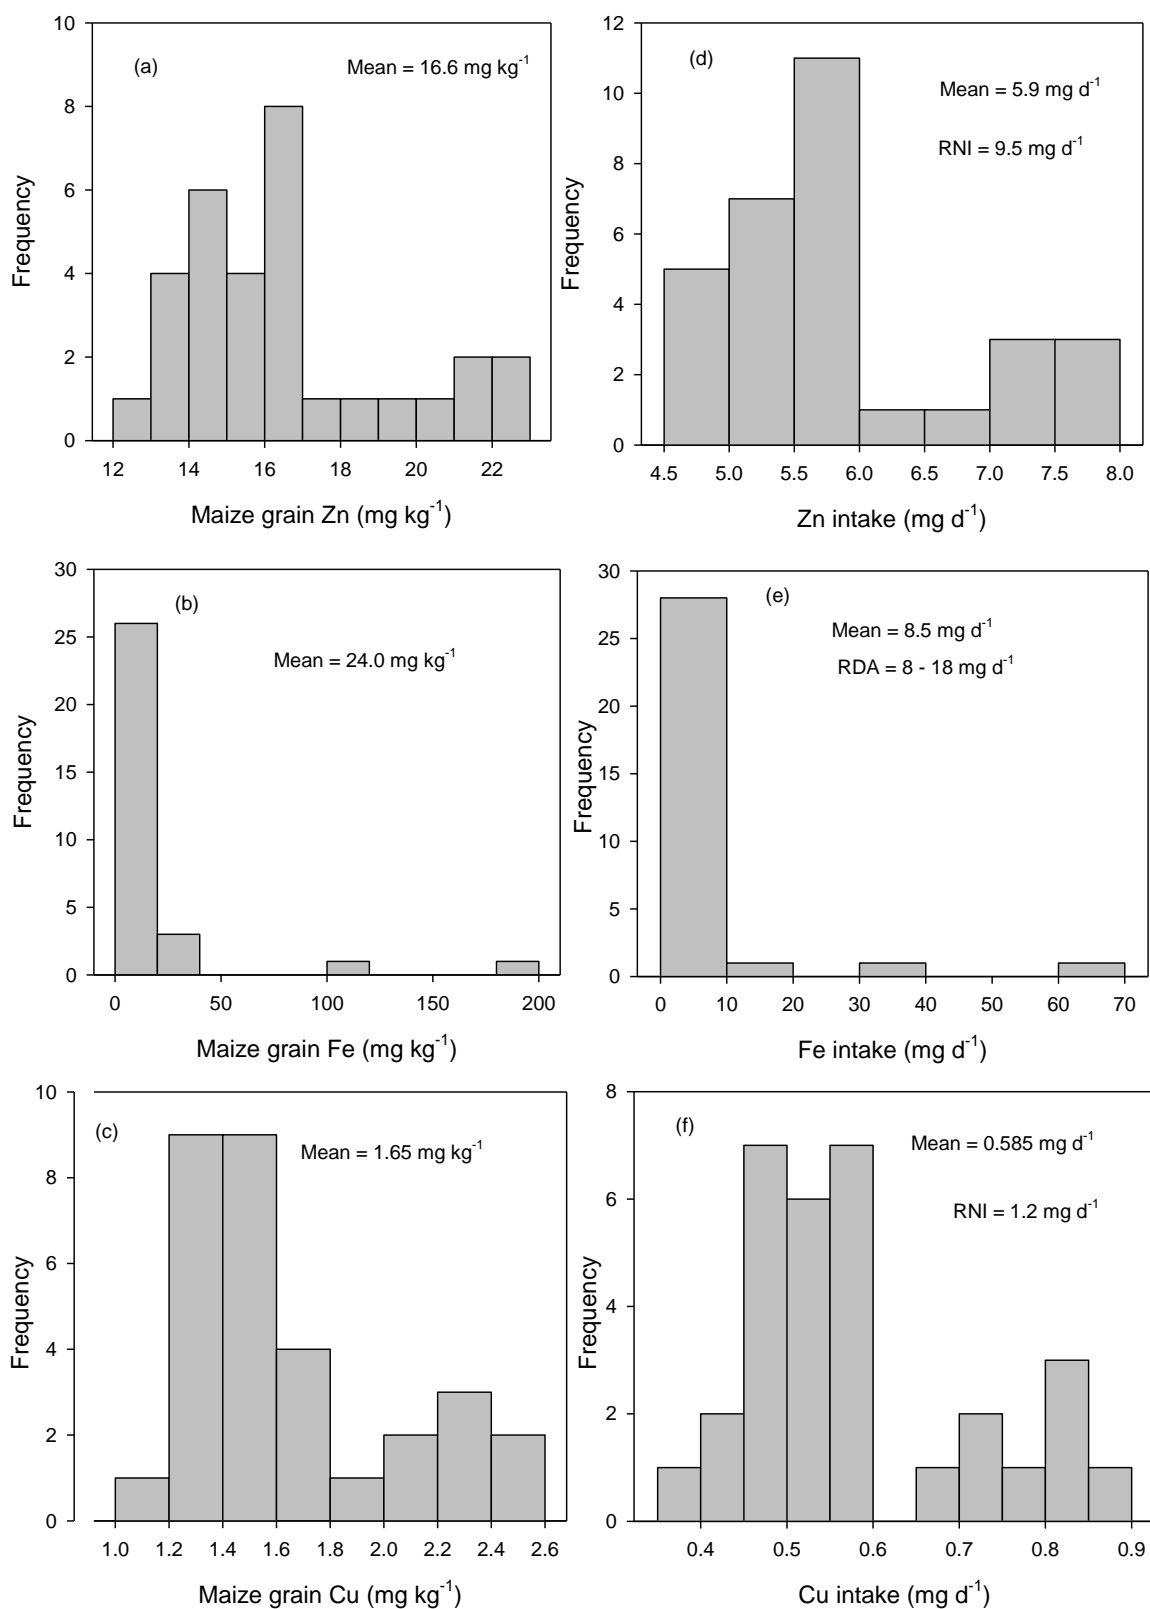 (a)
Mean = 16.6 mg kg⁻¹
Frequency
10
8
6
4
2
0
12 14 16 18 20 22
Maize grain Zn (mg kg⁻¹)
(d)
Mean = 5.9 mg d⁻¹
RNI = 9.5 mg d⁻¹
Frequency
12
10
8
6
4
2
0
4.5 5.0 5.5 6.0 6.5 7.0 7.5 8.0
Zn intake (mg d⁻¹)
(b)
Mean = 24.0 mg kg⁻¹
Frequency
30
25
20
15
10
5
0
0 50 100 150 200
Maize grain Fe (mg kg⁻¹)
(e)
Mean = 8.5 mg d⁻¹
RDA = 8 - 18 mg d⁻¹
Frequency
30
25
20
15
10
5
0
0 10 20 30 40 50 60 70
Fe intake (mg d⁻¹)
(c)
Mean = 1.65 mg kg⁻¹
Frequency
10
8
6
4
2
0
1.0 1.2 1.4 1.6 1.8 2.0 2.2 2.4 2.6
Maize grain Cu (mg kg⁻¹)
(f)
Mean = 0.585 mg d⁻¹
RNI = 1.2 mg d⁻¹
Frequency
8
6
4
2
0
0.4 0.5 0.6 0.7 0.8 0.9
Cu intake (mg d⁻¹)